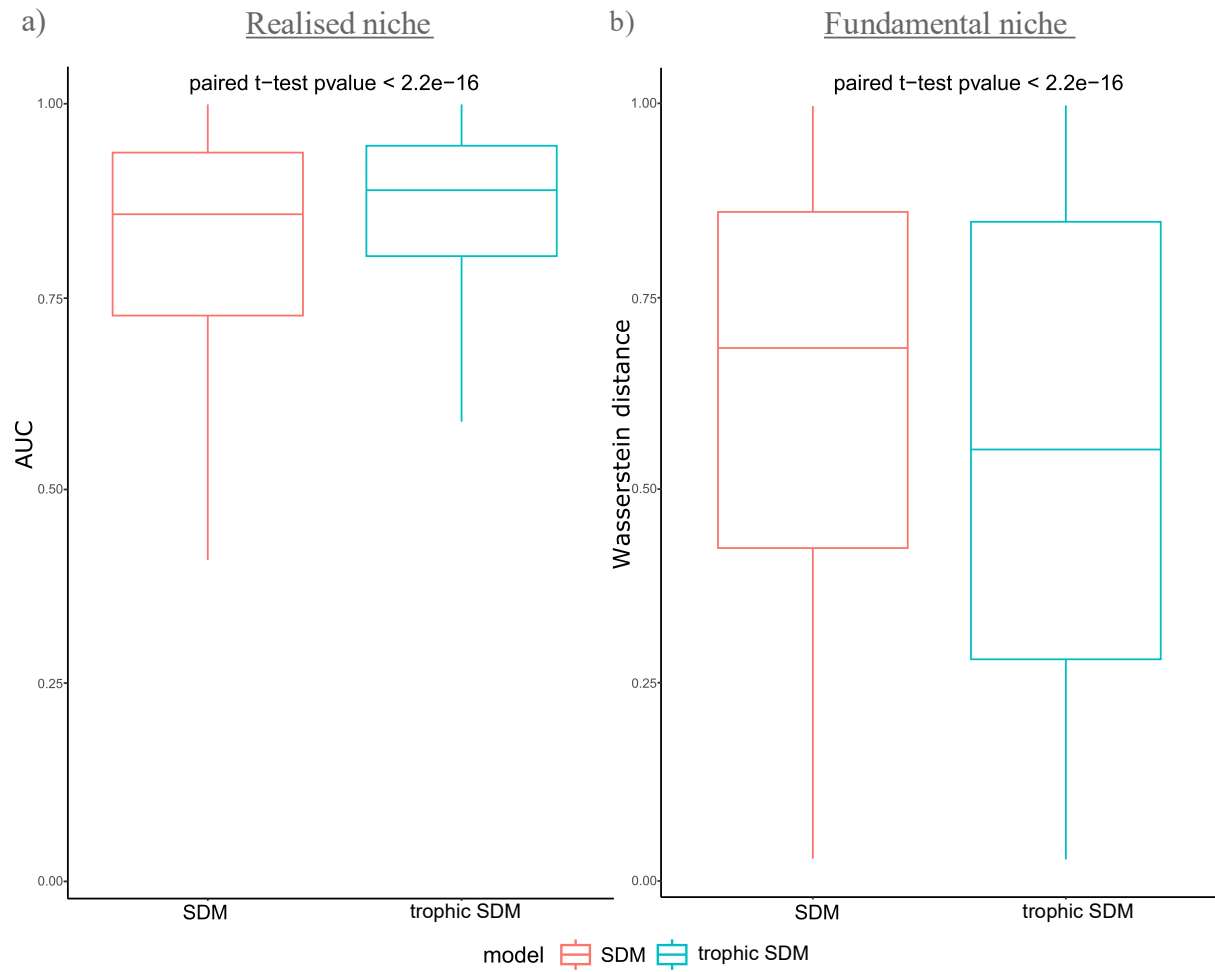 a)
Realised niche
paired t−test pvalue < 2.2e−16
1.00
0.75
0.50
0.25
0.00
AUC
SDM
trophic SDM
b)
Fundamental niche
paired t−test pvalue < 2.2e−16
1.00
0.75
0.50
0.25
0.00
Wasserstein distance
SDM
trophic SDM
model SDM trophic SDM